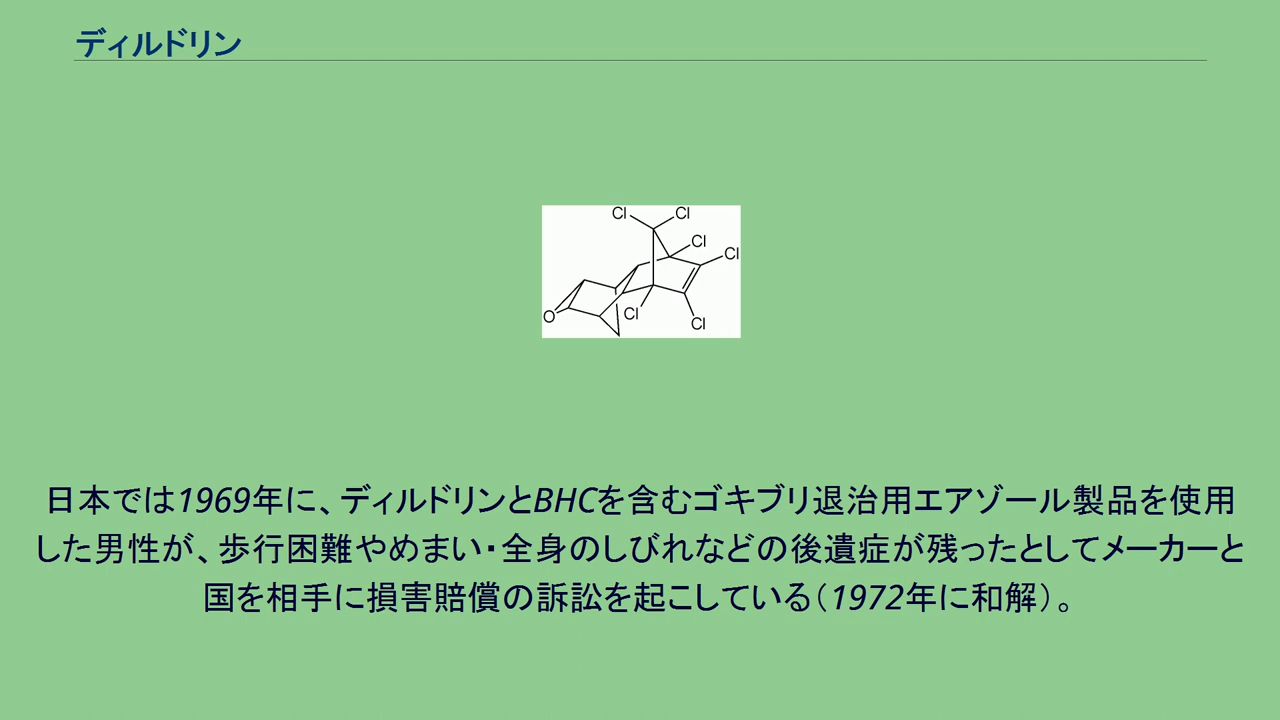 ディルドリン
Cl Cl
Cl
Cl
O
Cl
Cl
日本では1969年に、ディルドリンとBHCを含むゴキブリ退治用エアゾール製品を使用
した男性が、歩行困難やめまい・全身のしびれなどの後遺症が残ったとしてメーカーと
国を相手に損害賠償の訴訟を起こしている（1972年に和解）。